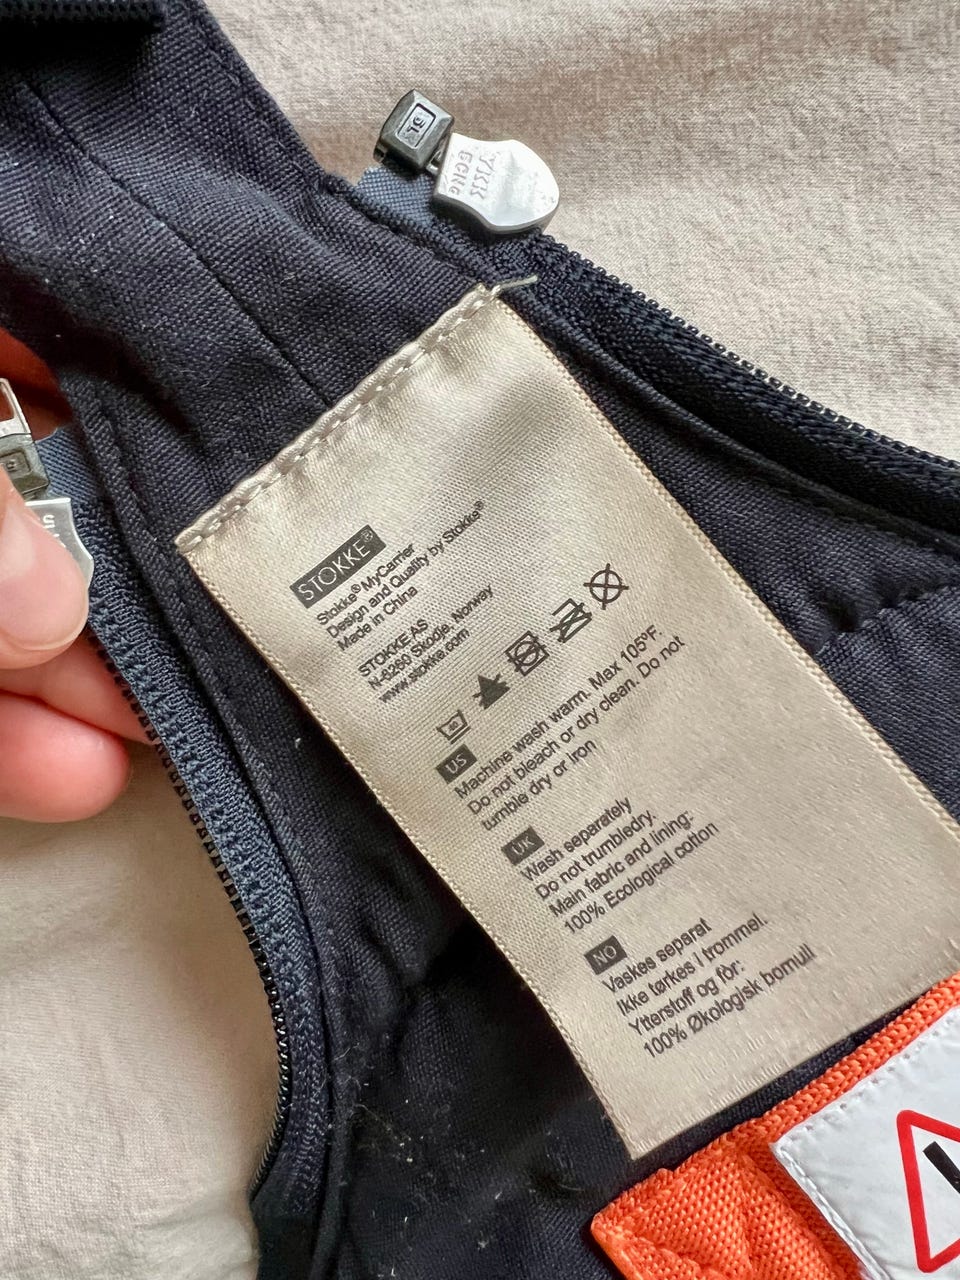 YKK
STOKKE®
Stokke® MyCarrier
Design and Quality by Stokke®
Made in China
STOKKE AS
N-6260 Skodje, Norway
www.stokke.com
US
Machine wash warm. Max 105°F.
Do not bleach or dry clean. Do not
tumble dry or iron
UK
Wash separately
Do not trumbledry.
Main fabric and lining:
100% Ecological cotton
NO
Vaskes separat
Ikke tørkes i trommel.
Ytterstoff og fôr:
100% Økologisk bomull